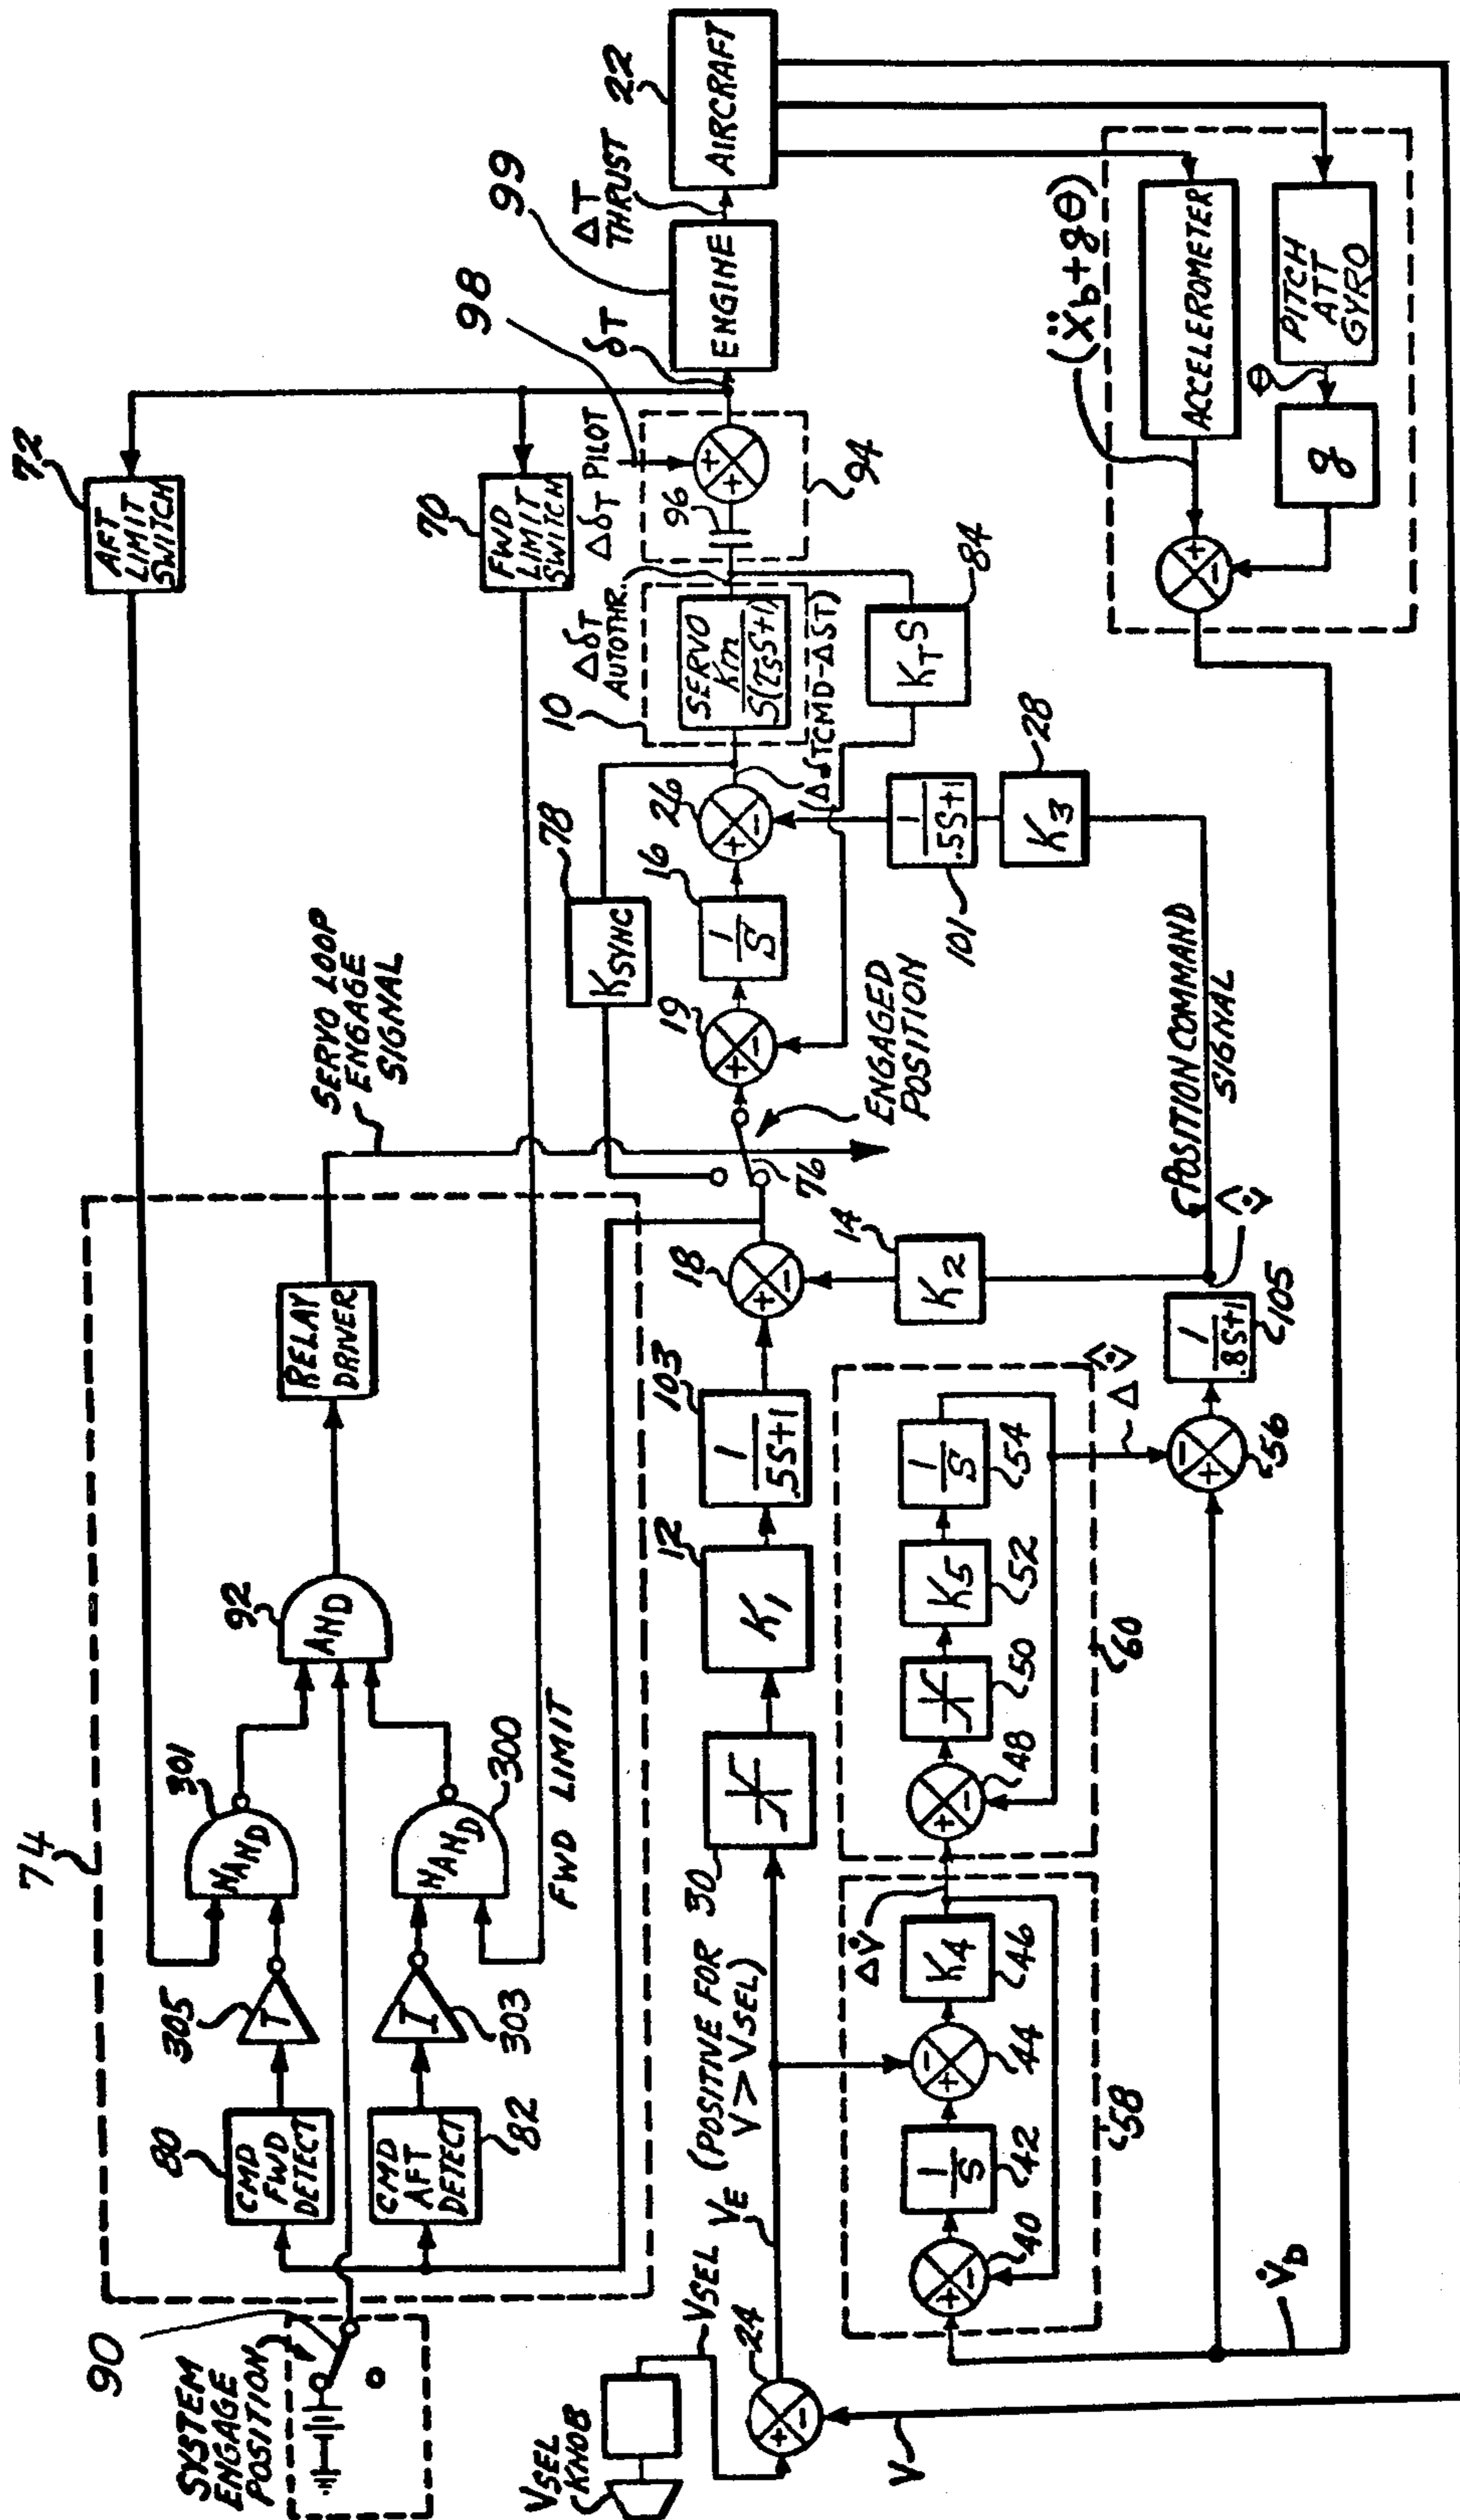 72
AFT
LIMIT
SWITCH
74
SERVO LOOP
ENGAGE
SIGNAL
70
FWD
LIMIT
SWITCH
98
99
22
90
SYSTEM
ENGAGE
POSITION
80
CMD
FWD
DETECT
305
T
301
NAND
92
AND
RELAY
DRIVER
82
CMD
AFT
DETECT
303
T
300
NAND
FWD LIMIT
78
KSYNC
10
ΔδT
AUTOTHR.
ΔδT PILOT
96
94
δT
ΔT
THRUST
VSEL
KNOB
VSEL
24
+
-
VE (POSITIVE FOR
V > VSEL)
30
12
K1
103
1
.5S+1
18
+
-
76
ENGAGED
POSITION
19
+
-
16
1
S
26
+
-
SERVO
Km
S(τsS+1)
(ΔδTCMD-ΔδT)
+
+
ENGINE
AIRCRAFT
KTS
84
V
40
+
-
1
S
42
44
-
+
K4
46
Δv̇
58
48
+
-
50
K5
52
1
S
54
60
Δv̇̂
K2
14
1
.5S+1
101
K3
28
56
-
+
1
.8S+1
105
v̇̂
POSITION COMMAND
SIGNAL
V̇b
(Ẍb+gθ)
ACCELEROMETER
PITCH
ATT
GYRO
θ
g
+
-